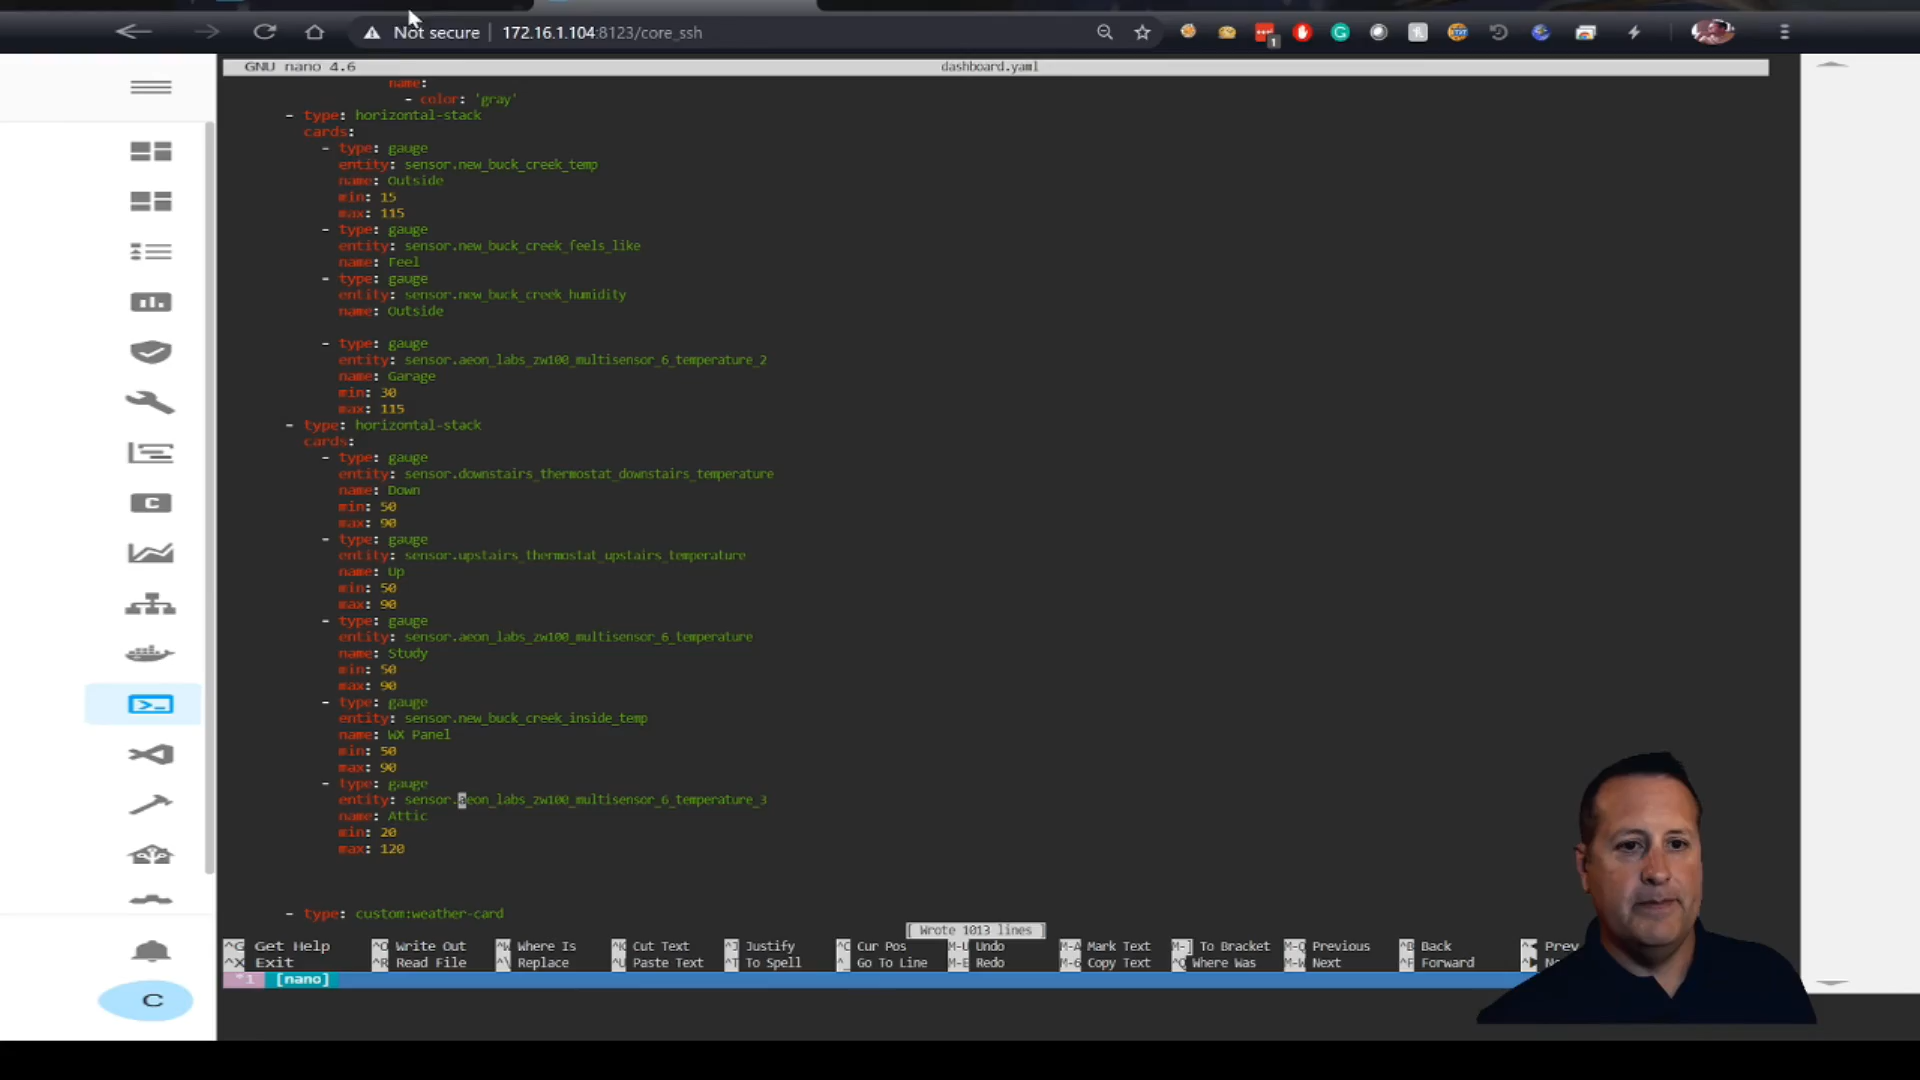 Not secure 172.16.1.104:8123/core_ssh
1
GNU nano 4.6 dashboard.yaml
name:
- color: 'gray'
- type: horizontal-stack
cards:
- type: gauge
entity: sensor.new_buck_creek_temp
name: Outside
min: 15
max: 115
- type: gauge
entity: sensor.new_buck_creek_feels_like
name: Feel
- type: gauge
entity: sensor.new_buck_creek_humidity
name: Outside
- type: gauge
entity: sensor.aeon_labs_zw100_multisensor_6_temperature_2
name: Garage
min: 30
max: 115
- type: horizontal-stack
cards:
- type: gauge
entity: sensor.downstairs_thermostat_downstairs_temperature
name: Down
min: 50
max: 90
- type: gauge
entity: sensor.upstairs_thermostat_upstairs_temperature
name: Up
min: 50
max: 90
- type: gauge
entity: sensor.aeon_labs_zw100_multisensor_6_temperature
name: Study
min: 50
max: 90
- type: gauge
entity: sensor.new_buck_creek_inside_temp
name: WX Panel
min: 50
max: 90
- type: gauge
entity: sensor.aeon_labs_zw100_multisensor_6_temperature_3
name: Attic
min: 20
max: 120
- type: custom:weather-card
[ Wrote 1013 lines ]
^G Get Help ^O Write Out ^W Where Is ^K Cut Text ^J Justify ^C Cur Pos M-U Undo M-A Mark Text M-] To Bracket M-Q Previous ^B Back Prev
^X Exit ^R Read File ^\ Replace ^U Paste Text ^T To Spell ^_ Go To Line M-E Redo M-6 Copy Text ^Q Where Was M-W Next ^F Forward
[nano]
C
C